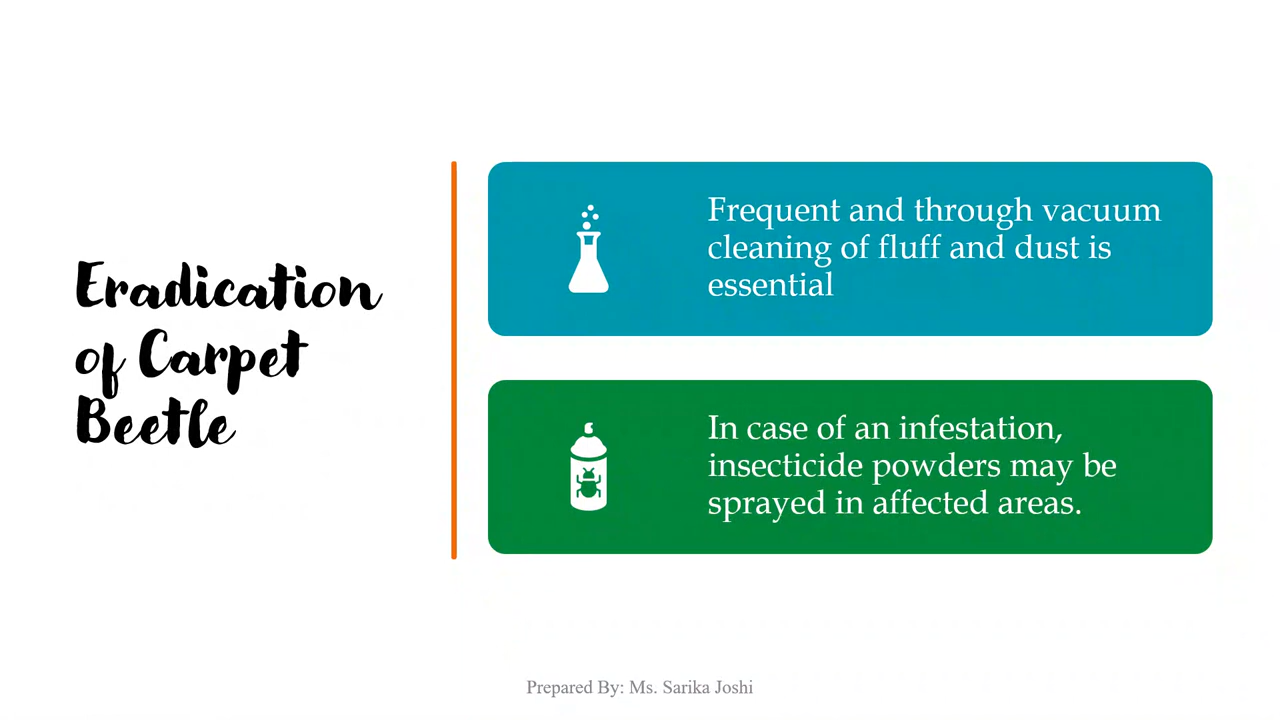 Eradication
of Carpet
Beetle
Frequent and through vacuum
cleaning of fluff and dust is
essential
In case of an infestation,
insecticide powders may be
sprayed in affected areas.
Prepared By: Ms. Sarika Joshi